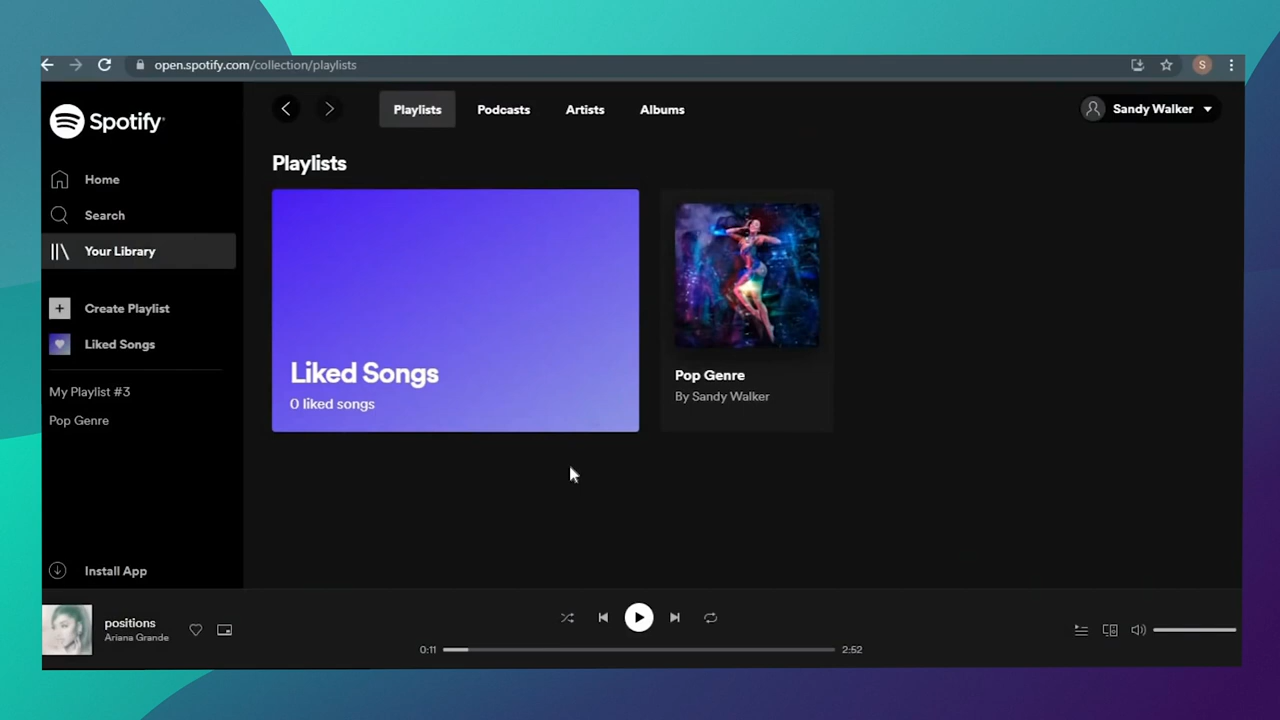 open.spotify.com/collection/playlists
S
Spotify
Home
Search
Your Library
Create Playlist
Liked Songs
My Playlist #3
Pop Genre
Install App
Playlists Podcasts Artists Albums
Sandy Walker
Playlists
Liked Songs
0 liked songs
Pop Genre
By Sandy Walker
positions
Ariana Grande
0:11
2:52